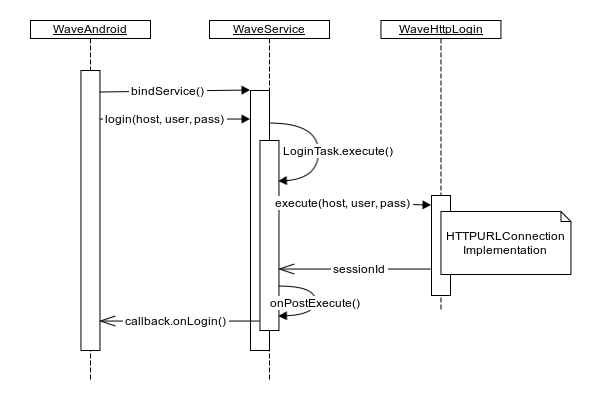 WaveAndroid
WaveService
WaveHttpLogin
bindService()
login(host, user, pass)
LoginTask.execute()
execute(host, user, pass)
HTTPURLConnection
Implementation
sessionId
onPostExecute()
callback.onLogin()